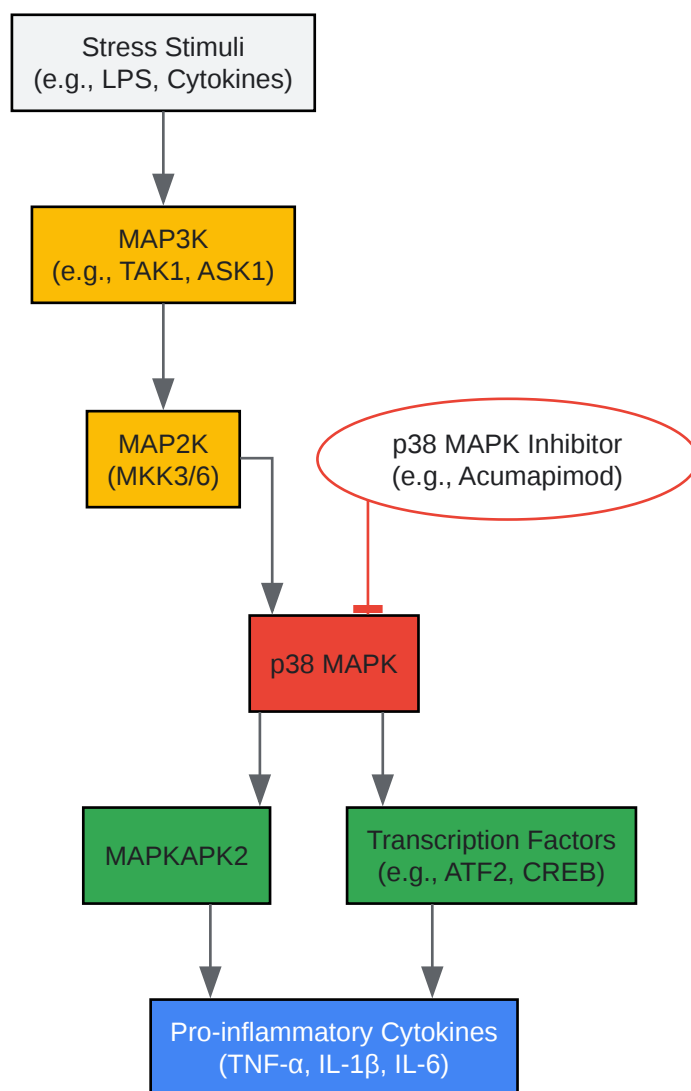 Stress Stimuli
(e.g., LPS, Cytokines)
MAP3K
(e.g., TAK1, ASK1)
MAP2K
(MKK3/6)
p38 MAPK Inhibitor
(e.g., Acumapimod)
p38 MAPK
MAPKAPK2
Transcription Factors
(e.g., ATF2, CREB)
Pro-inflammatory Cytokines
(TNF-α, IL-1β, IL-6)